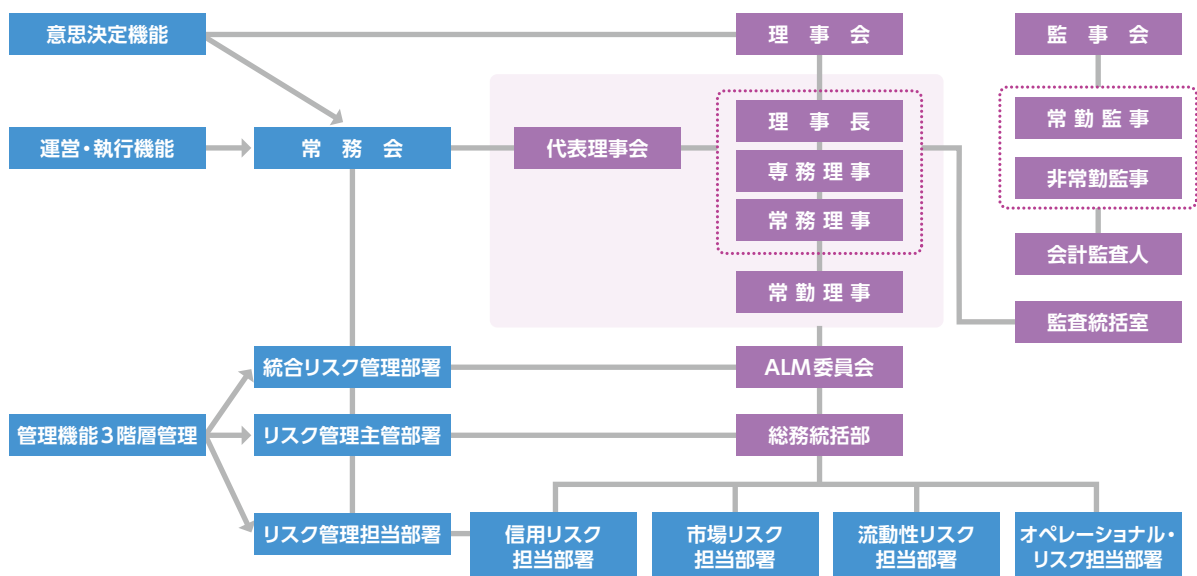 意思決定機能
理事会
監事会
運営・執行機能
常務会
代表理事会
理事長
専務理事
常務理事
常勤理事
常勤監事
非常勤監事
会計監査人
監査統括室
管理機能3階層管理
統合リスク管理部署
ALM委員会
リスク管理主管部署
総務統括部
リスク管理担当部署
信用リスク
担当部署
市場リスク
担当部署
流動性リスク
担当部署
オペレーショナル・
リスク担当部署